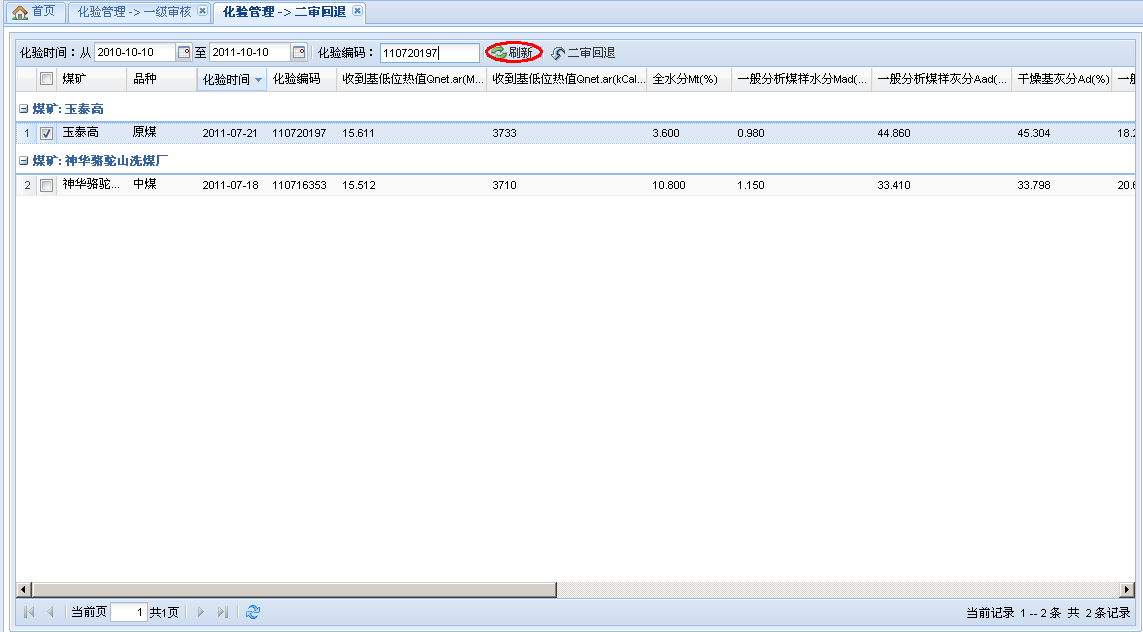 首页 化验管理 -> 一级审核 化验管理 -> 二审回退
化验时间：从 2010-10-10 至 2011-10-10 化验编码： 110720197 刷新 二审回退
煤矿 品种 化验时间 化验编码 收到基低位热值Qnet.ar(M... 收到基低位热值Qnet.ar(kCal... 全水分Mt(%) 一般分析煤样水分Mad(... 一般分析煤样灰分Aad(... 干燥基灰分Ad(%) 一般
煤矿: 玉泰高
1 玉泰高 原煤 2011-07-21 110720197 15.611 3733 3.600 0.980 44.860 45.304 18.2
煤矿: 神华骆驼山洗煤厂
2 神华骆驼... 中煤 2011-07-18 110716353 15.512 3710 10.800 1.150 33.410 33.798 20.6
当前页 1 共1页 当前记录 1 -- 2 条 共 2 条记录